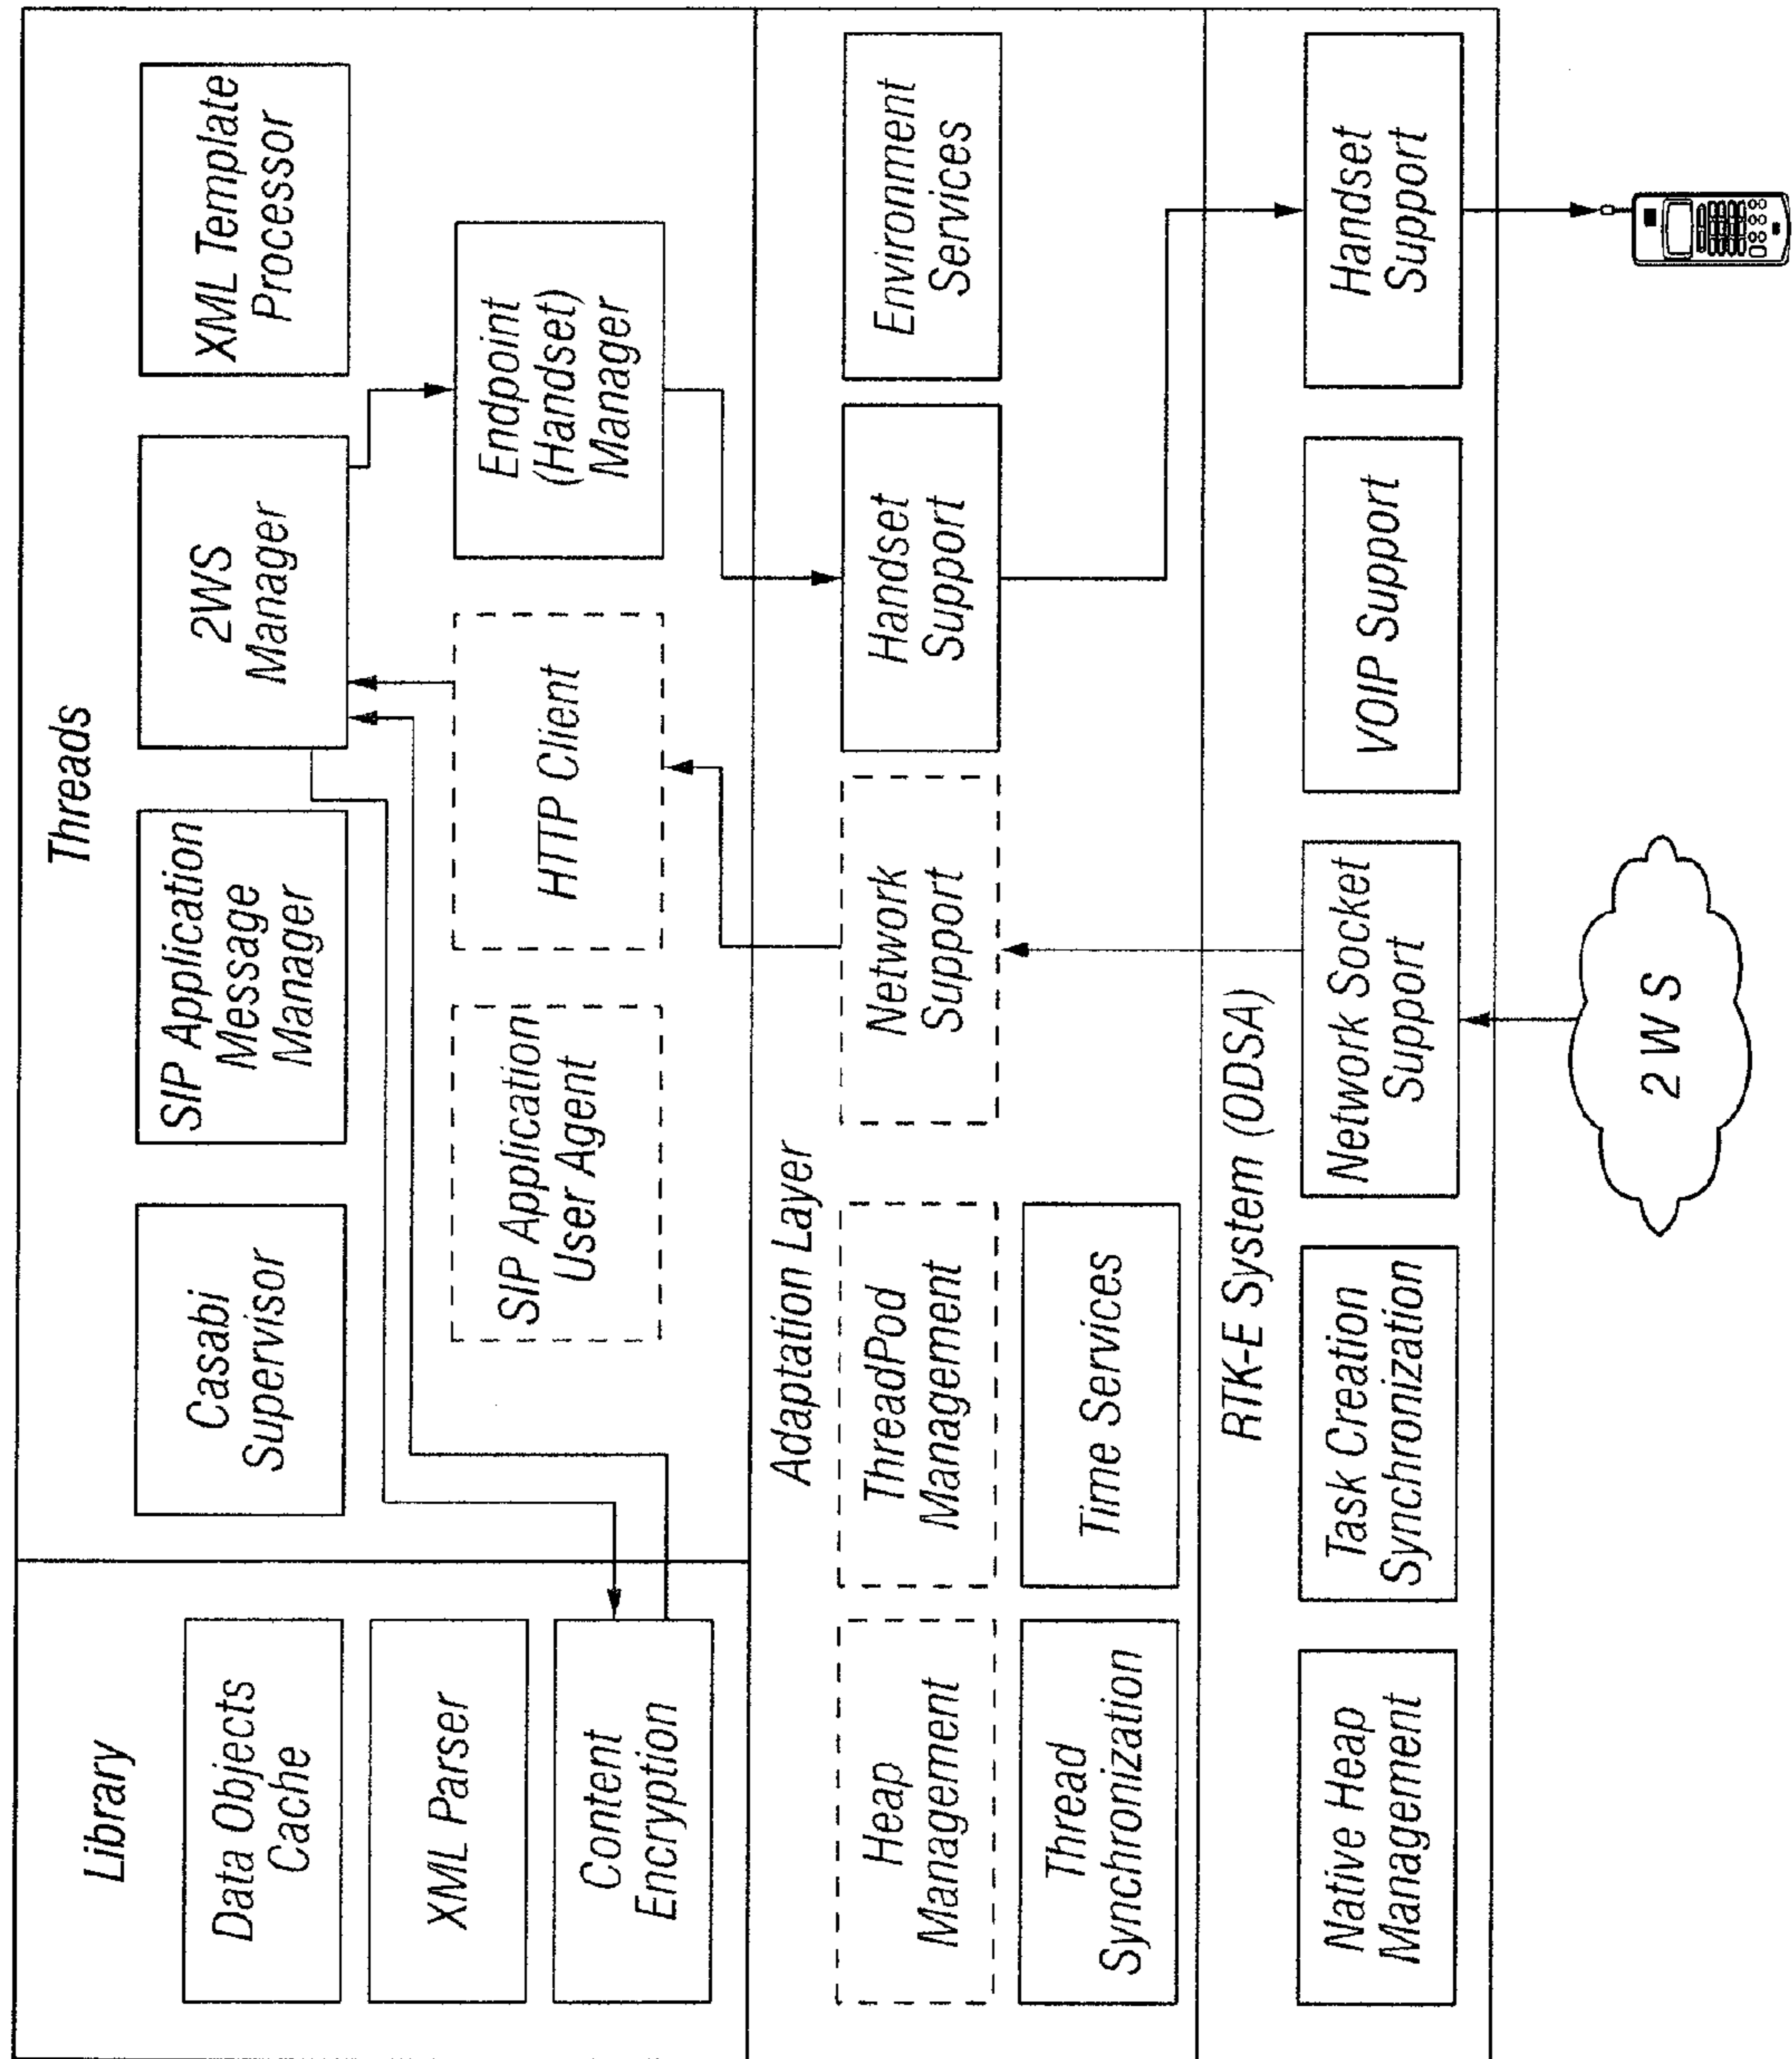 Library
Data Objects
Cache
XML Parser
Content
Encryption
Threads
Casabi
Supervisor
SIP Application
Message
Manager
2WS
Manager
XML Template
Processor
SIP Application
User Agent
HTTP Client
Endpoint
(Handset)
Manager
Adaptation Layer
Heap
Management
ThreadPod
Management
Network
Support
Handset
Support
Environment
Services
Thread
Synchronization
Time Services
RTK-E System (ODSA)
Native Heap
Management
Task Creation
Synchronization
Network Socket
Support
VOIP Support
Handset
Support
2 W S